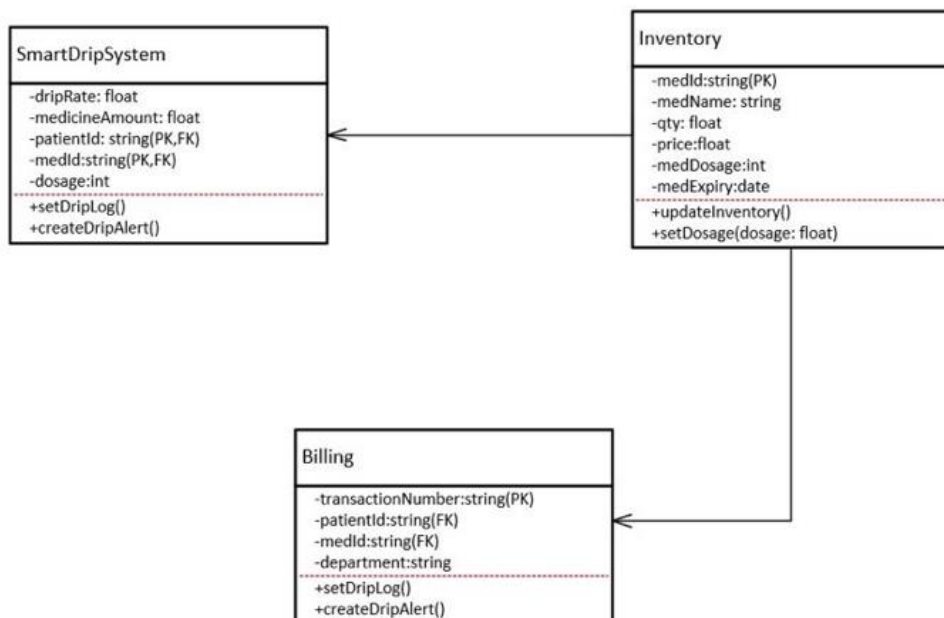 SmartDripSystem
-dripRate: float
-medicineAmount: float
-patientId: string(PK,FK)
-medId:string(PK,FK)
-dosage:int
+setDripLog()
+createDripAlert()
Inventory
-medId:string(PK)
-medName: string
-qty: float
-price:float
-medDosage:int
-medExpiry:date
+updateInventory()
+setDosage(dosage: float)
Billing
-transactionNumber:string(PK)
-patientId:string(FK)
-medId:string(FK)
-department:string
+setDripLog()
+createDripAlert()